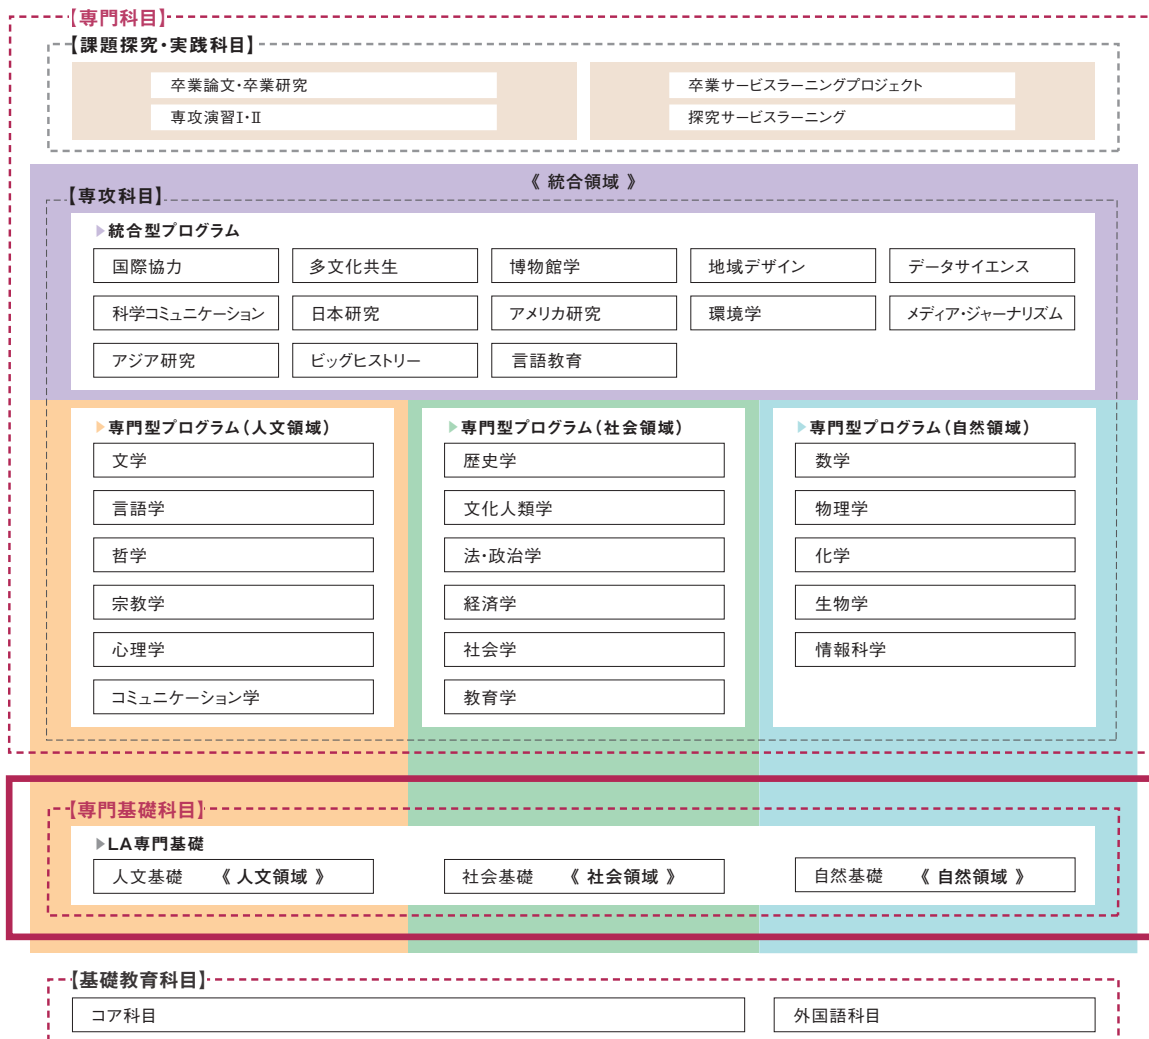 【専門科目】
【課題探究・実践科目】
卒業論文・卒業研究
卒業サービスラーニングプロジェクト
専攻演習I・II
探究サービスラーニング
《 統合領域 》
【専攻科目】
▶統合型プログラム
国際協力
多文化共生
博物館学
地域デザイン
データサイエンス
科学コミュニケーション
日本研究
アメリカ研究
環境学
メディア・ジャーナリズム
アジア研究
ビッグヒストリー
言語教育
▶専門型プログラム(人文領域)
文学
言語学
哲学
宗教学
心理学
コミュニケーション学
▶専門型プログラム(社会領域)
歴史学
文化人類学
法・政治学
経済学
社会学
教育学
▶専門型プログラム(自然領域)
数学
物理学
化学
生物学
情報科学
【専門基礎科目】
▶LA専門基礎
人文基礎 《 人文領域 》
社会基礎 《 社会領域 》
自然基礎 《 自然領域 》
【基礎教育科目】
コア科目
外国語科目